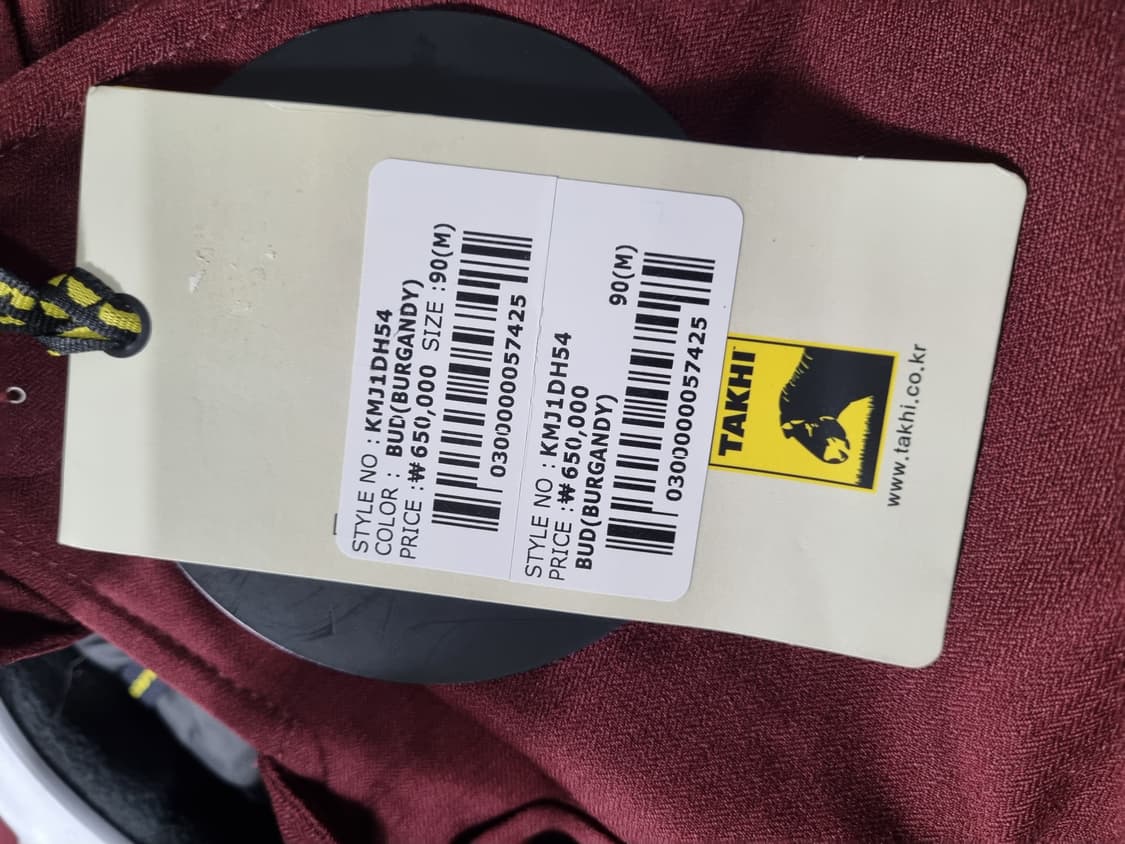 STYLE NO : KMJ1DH54
COLOR : BUD(BURGANDY)
PRICE :₩650,000 SIZE :90(M)
0300000057425
STYLE NO : KMJ1DH54
PRICE :₩650,000 90(M)
BUD(BURGANDY)
0300000057425
TAKHI
www.takhi.co.kr